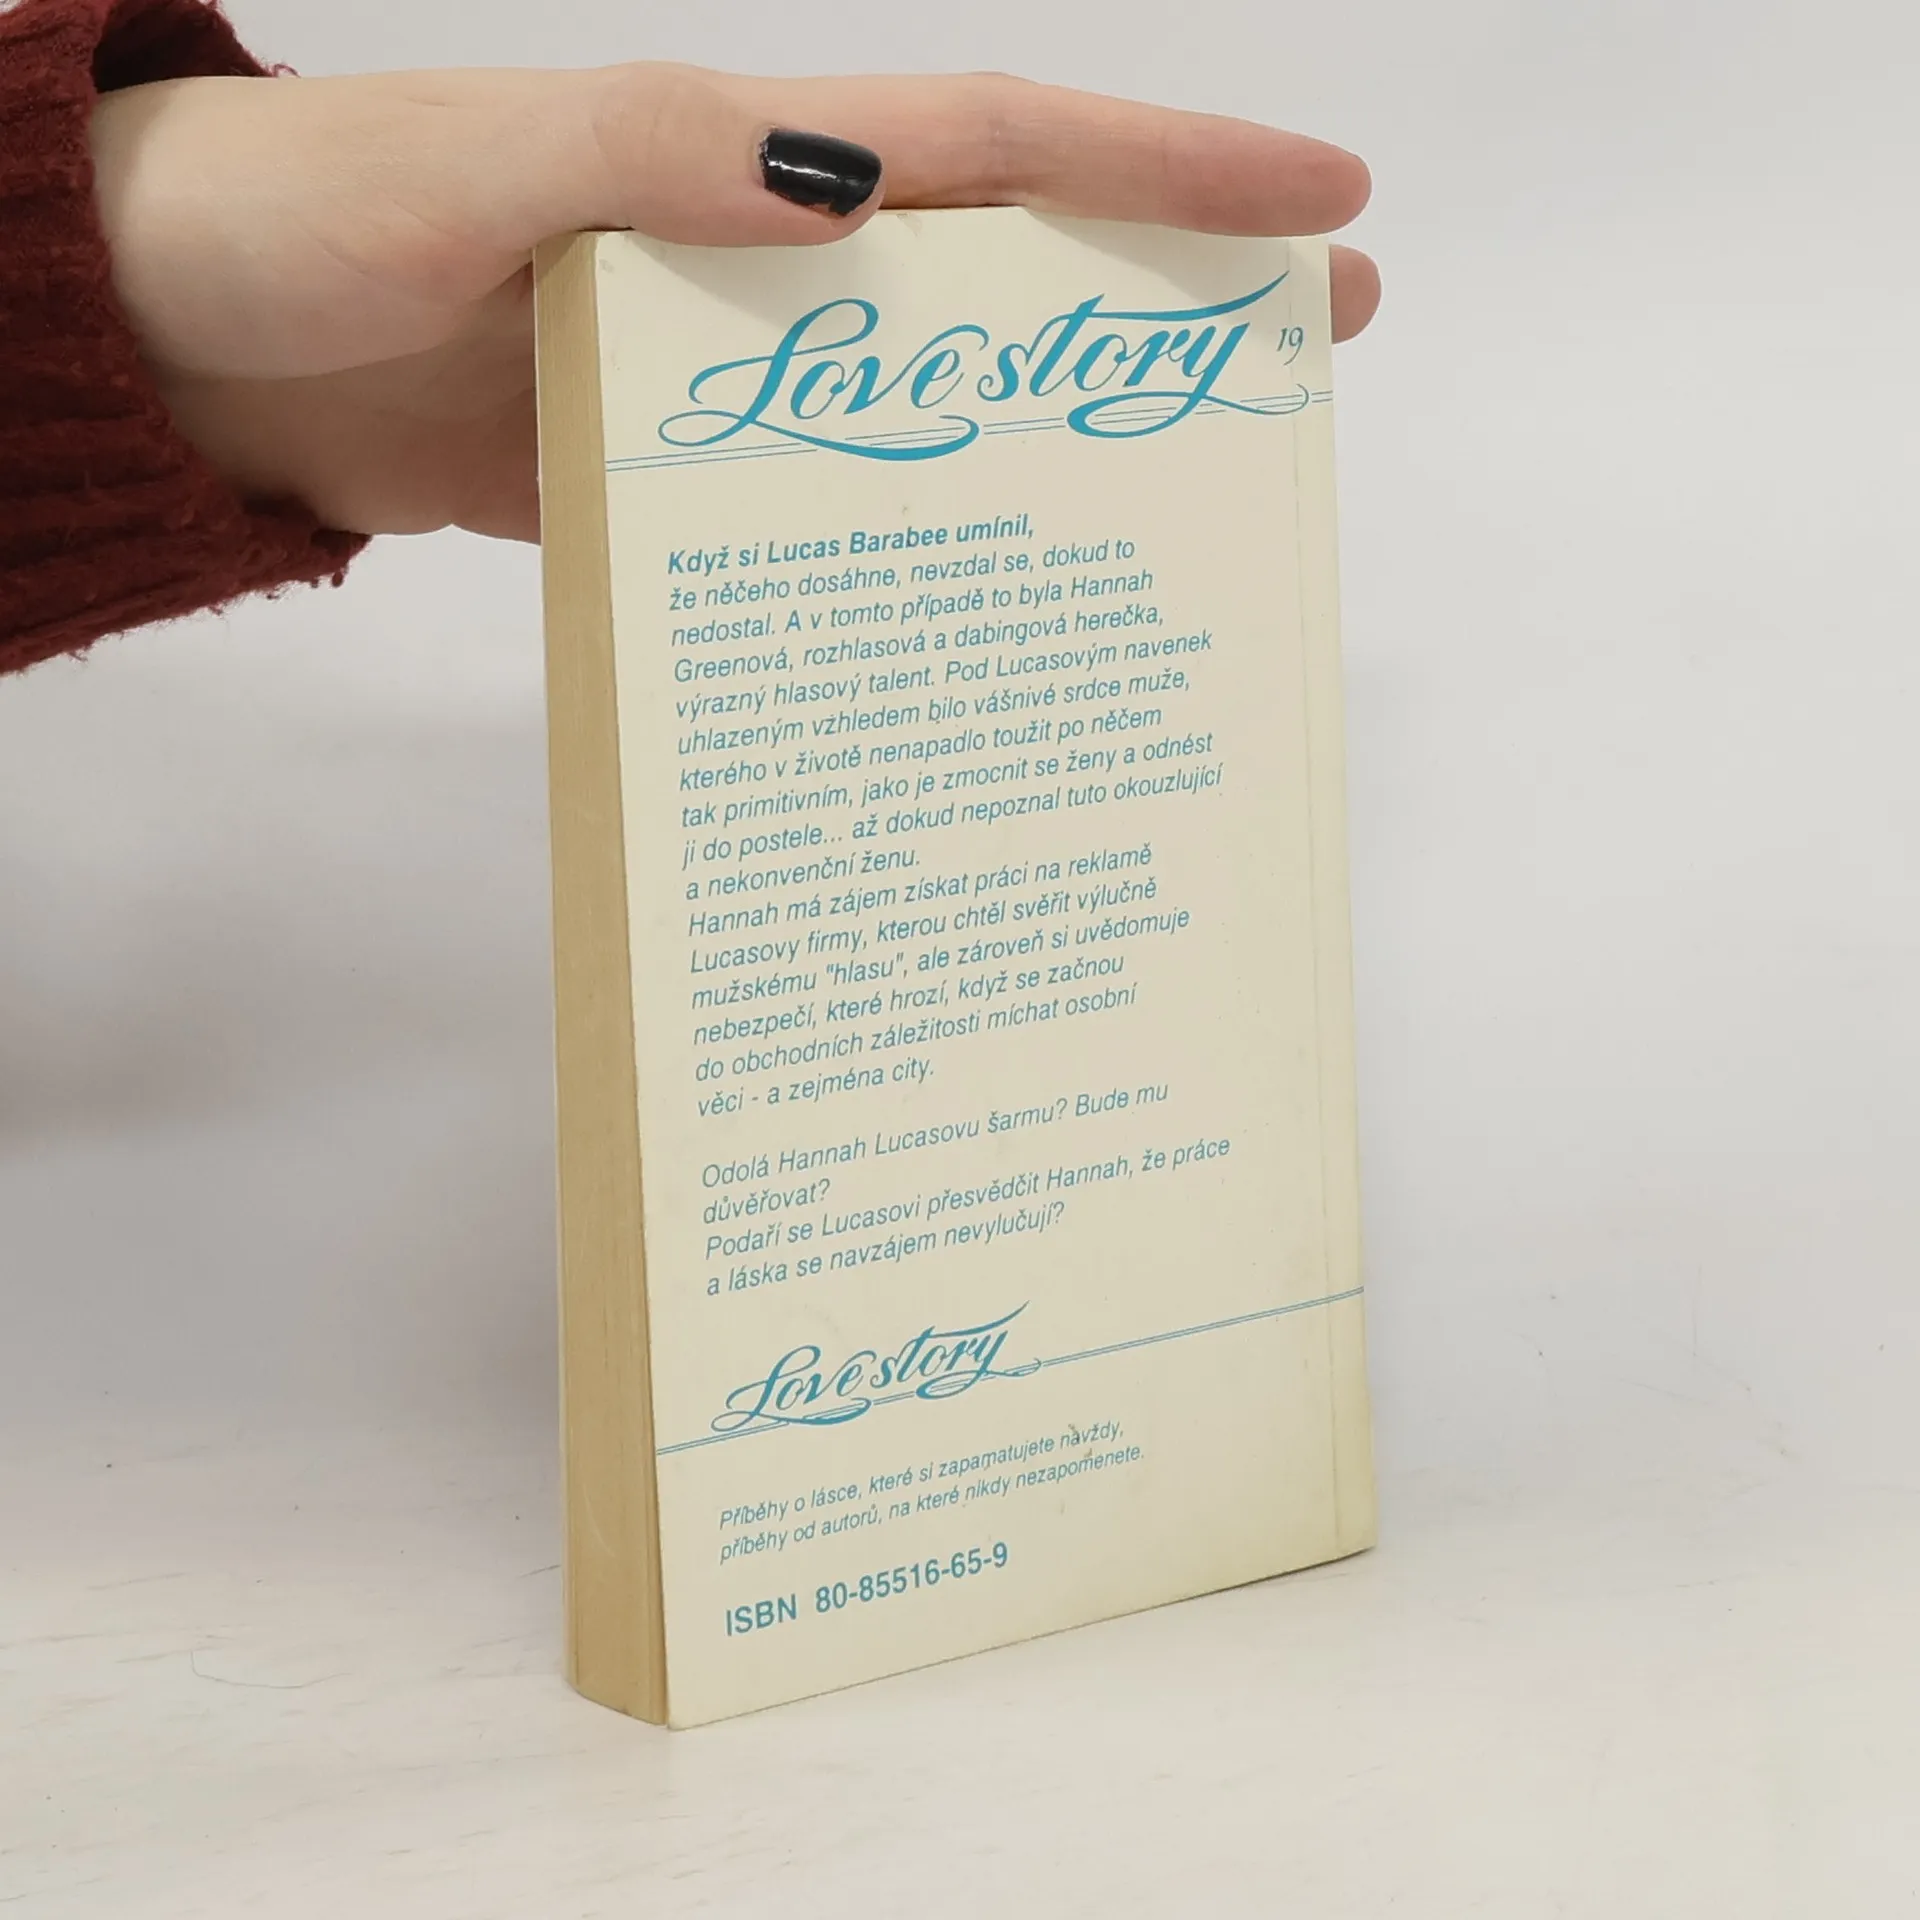 Love story 19
Když si Lucas Barabee umínil,
že něčeho dosáhne, nevzdal se, dokud to
nedostal. A v tomto případě to byla Hannah
Greenová, rozhlasová a dabingová herečka,
výrazný hlasový talent. Pod Lucasovým navenek
uhlazeným vzhledem bilo vášnivé srdce muže,
kterého v životě nenapadlo toužit po něčem
tak primitivním, jako je zmocnit se ženy a odnést
ji do postele... až dokud nepoznal tuto okouzlující
a nekonvenční ženu.
Hannah má zájem získat práci na reklamě
Lucasovy firmy, kterou chtěl svěřit výlučně
mužskému "hlasu", ale zároveň si uvědomuje
nebezpečí, které hrozí, když se začnou
do obchodních záležitosti míchat osobní
věci - a zejména city.
Odolá Hannah Lucasovu šarmu? Bude mu
důvěřovat?
Podaří se Lucasovi přesvědčit Hannah, že práce
a láska se navzájem nevylučují?
Love story
Příběhy o lásce, které si zapamatujete navždy,
příběhy od autorů, na které nikdy nezapomenete.
ISBN 80-85516-65-9